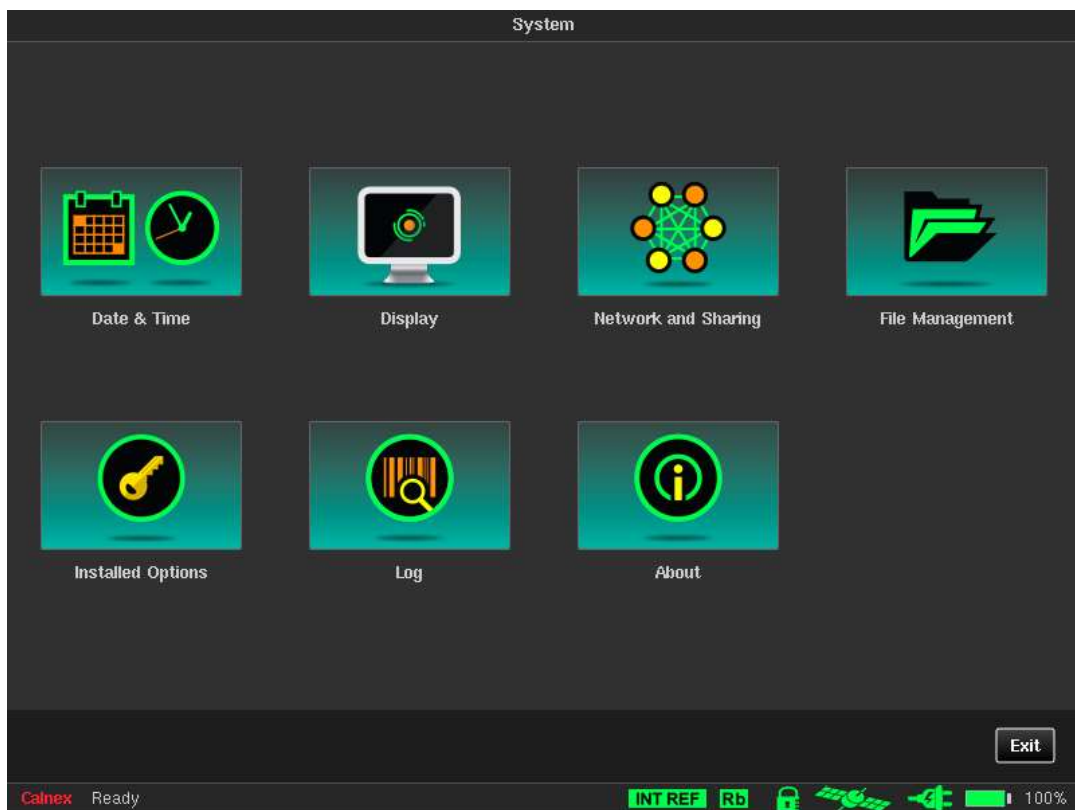 System
Date & Time
Display
Network and Sharing
File Management
Installed Options
Log
About
Exit
Calnex Ready INT REF Rb 100%